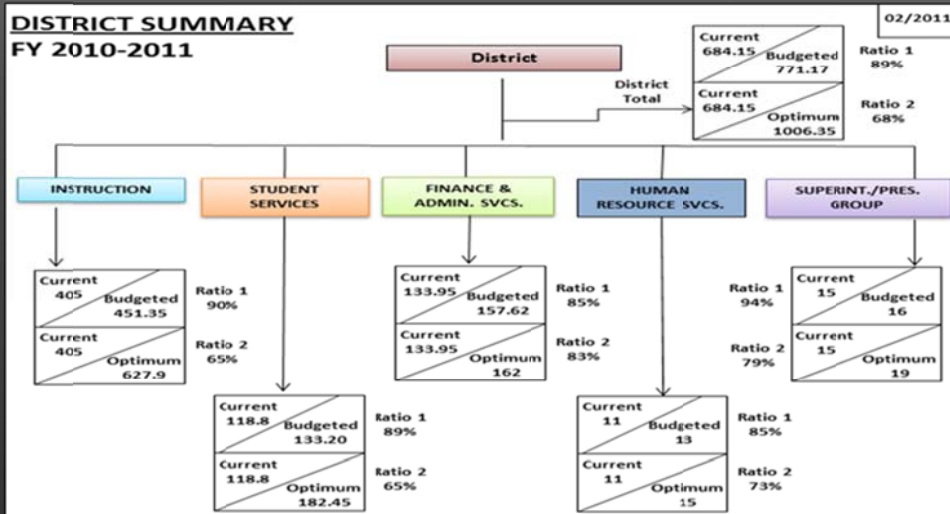 DISTRICT SUMMARY
FY 2010-2011
02/2011
District
District
Total
Current
684.15
Budgeted
771.17
Ratio 1
89%
Current
684.15
Optimum
1006.35
Ratio 2
68%
INSTRUCTION
STUDENT
SERVICES
FINANCE &
ADMIN. SVCS.
HUMAN
RESOURCE SVCS.
SUPERINT./PRES.
GROUP
Current
405
Budgeted
451.35
Ratio 1
90%
Current
405
Optimum
627.9
Ratio 2
65%
Current
118.8
Budgeted
133.20
Ratio 1
89%
Current
118.8
Optimum
182.45
Ratio 2
65%
Current
133.95
Budgeted
157.62
Ratio 1
85%
Current
133.95
Optimum
162
Ratio 2
83%
Current
11
Budgeted
13
Ratio 1
85%
Current
11
Optimum
15
Ratio 2
73%
Ratio 1
94%
Current
15
Budgeted
16
Ratio 2
79%
Current
15
Optimum
19